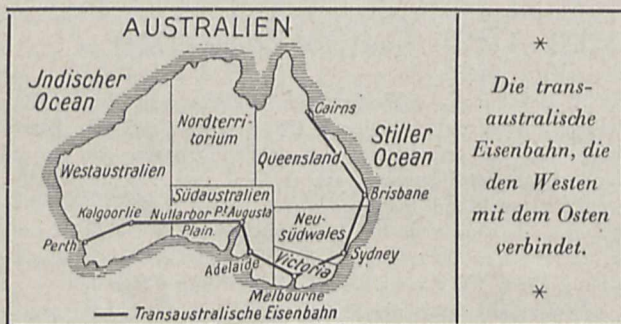 AUSTRALIEN
Jndischer
Ocean
Nordterri-
torium
Cairns
Stiller
Ocean
Queensland
Westaustralien
Südaustralien
Brisbane
Kalgoorlie
Nullarbor
Pt. Augusta
Plain.
Neu-
südwales
Perth
Adelaide
Victoria
Sydney
Melbourne
Transaustralische Eisenbahn
*
Die trans-
australische
Eisenbahn, die
den Westen
mit dem Osten
verbindet.
*